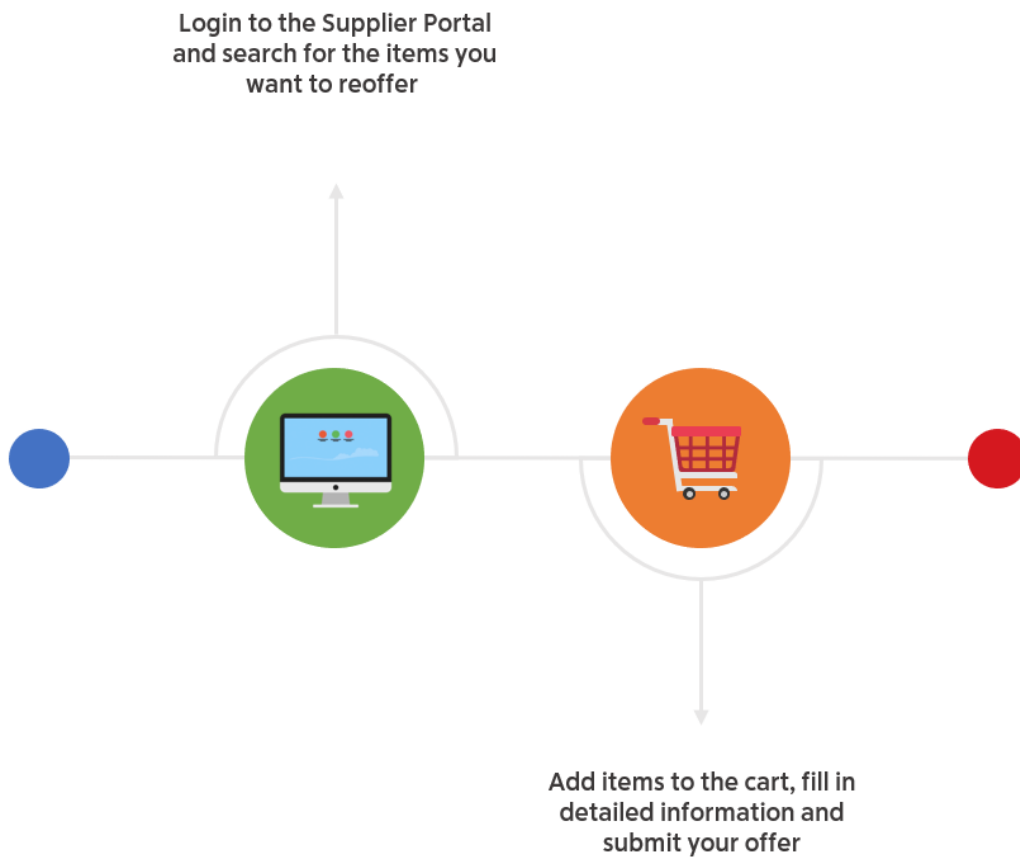 Login to the Supplier Portal
and search for the items you
want to reoffer
Add items to the cart, fill in
detailed information and
submit your offer